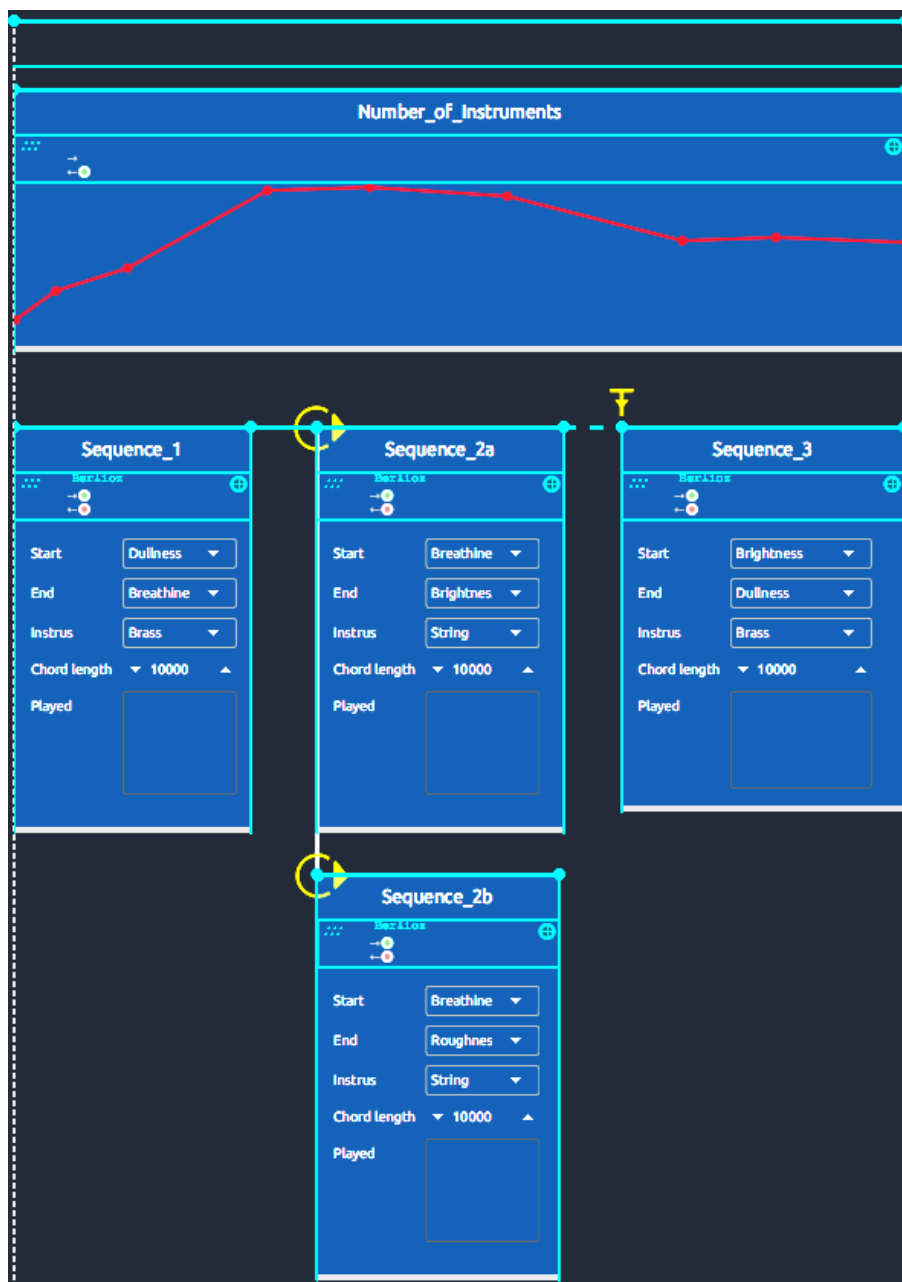 Number_of_Instruments
Sequence_1
Berlioz
Start Dullness
End Breathine
Instrus Brass
Chord length 10000
Played
Sequence_2a
Berlioz
Start Breathine
End Brightnes
Instrus String
Chord length 10000
Played
Sequence_3
Berlioz
Start Brightness
End Dullness
Instrus Brass
Chord length 10000
Played
Sequence_2b
Berlioz
Start Breathine
End Roughnes
Instrus String
Chord length 10000
Played